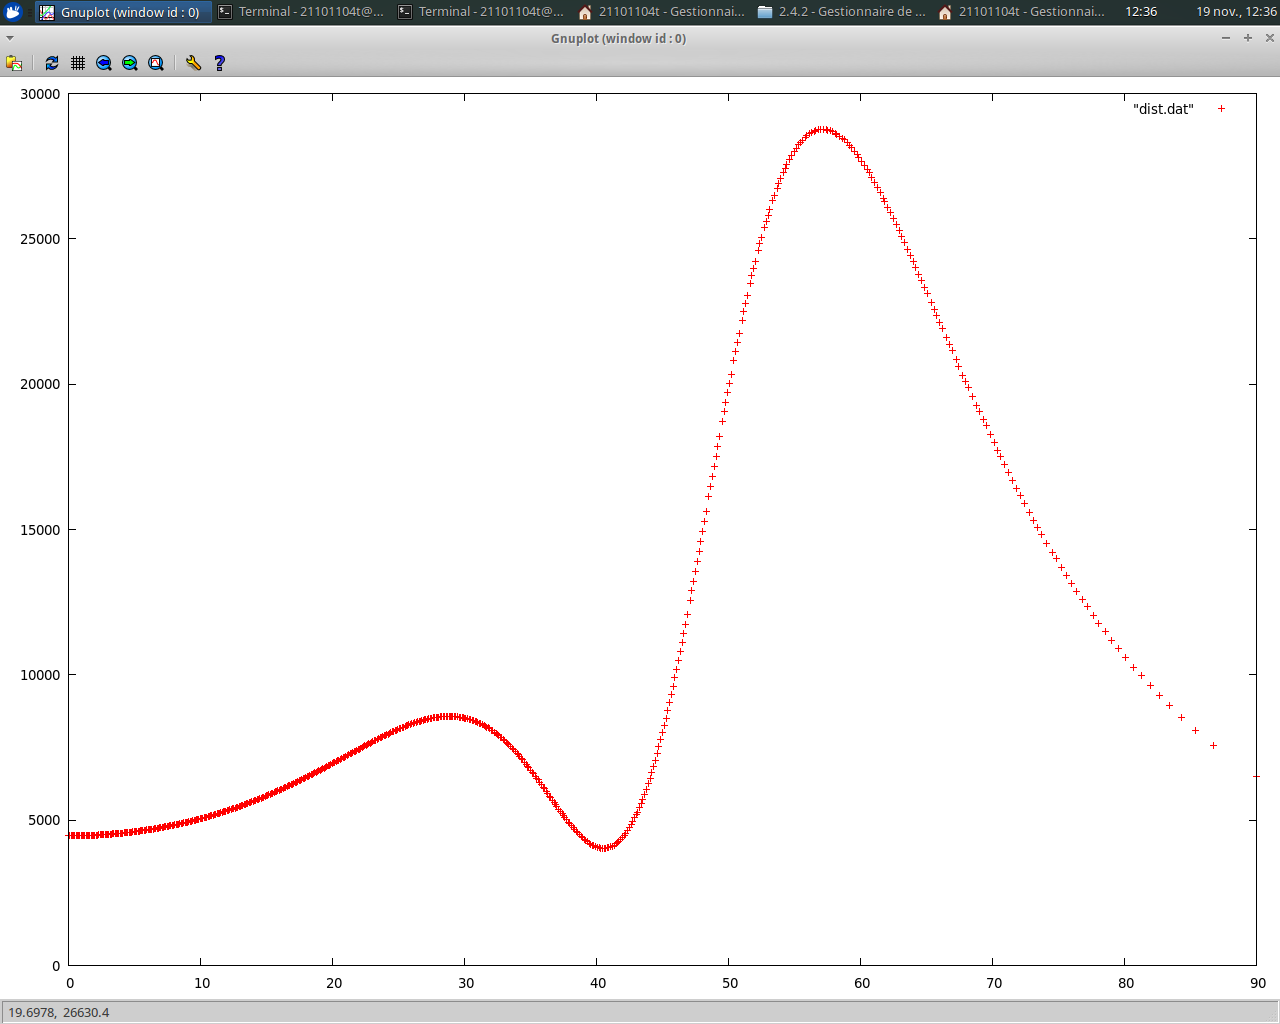 Gnuplot (window id : 0) Terminal - 21101104t@... Terminal - 21101104t@... 21101104t - Gestionnai... 2.4.2 - Gestionnaire de ... 21101104t - Gestionnai... 12:36 19 nov., 12:36
Gnuplot (window id : 0)
30000
"dist.dat"
25000
20000
15000
10000
5000
0
0 10 20 30 40 50 60 70 80 90
19.6978, 26630.4